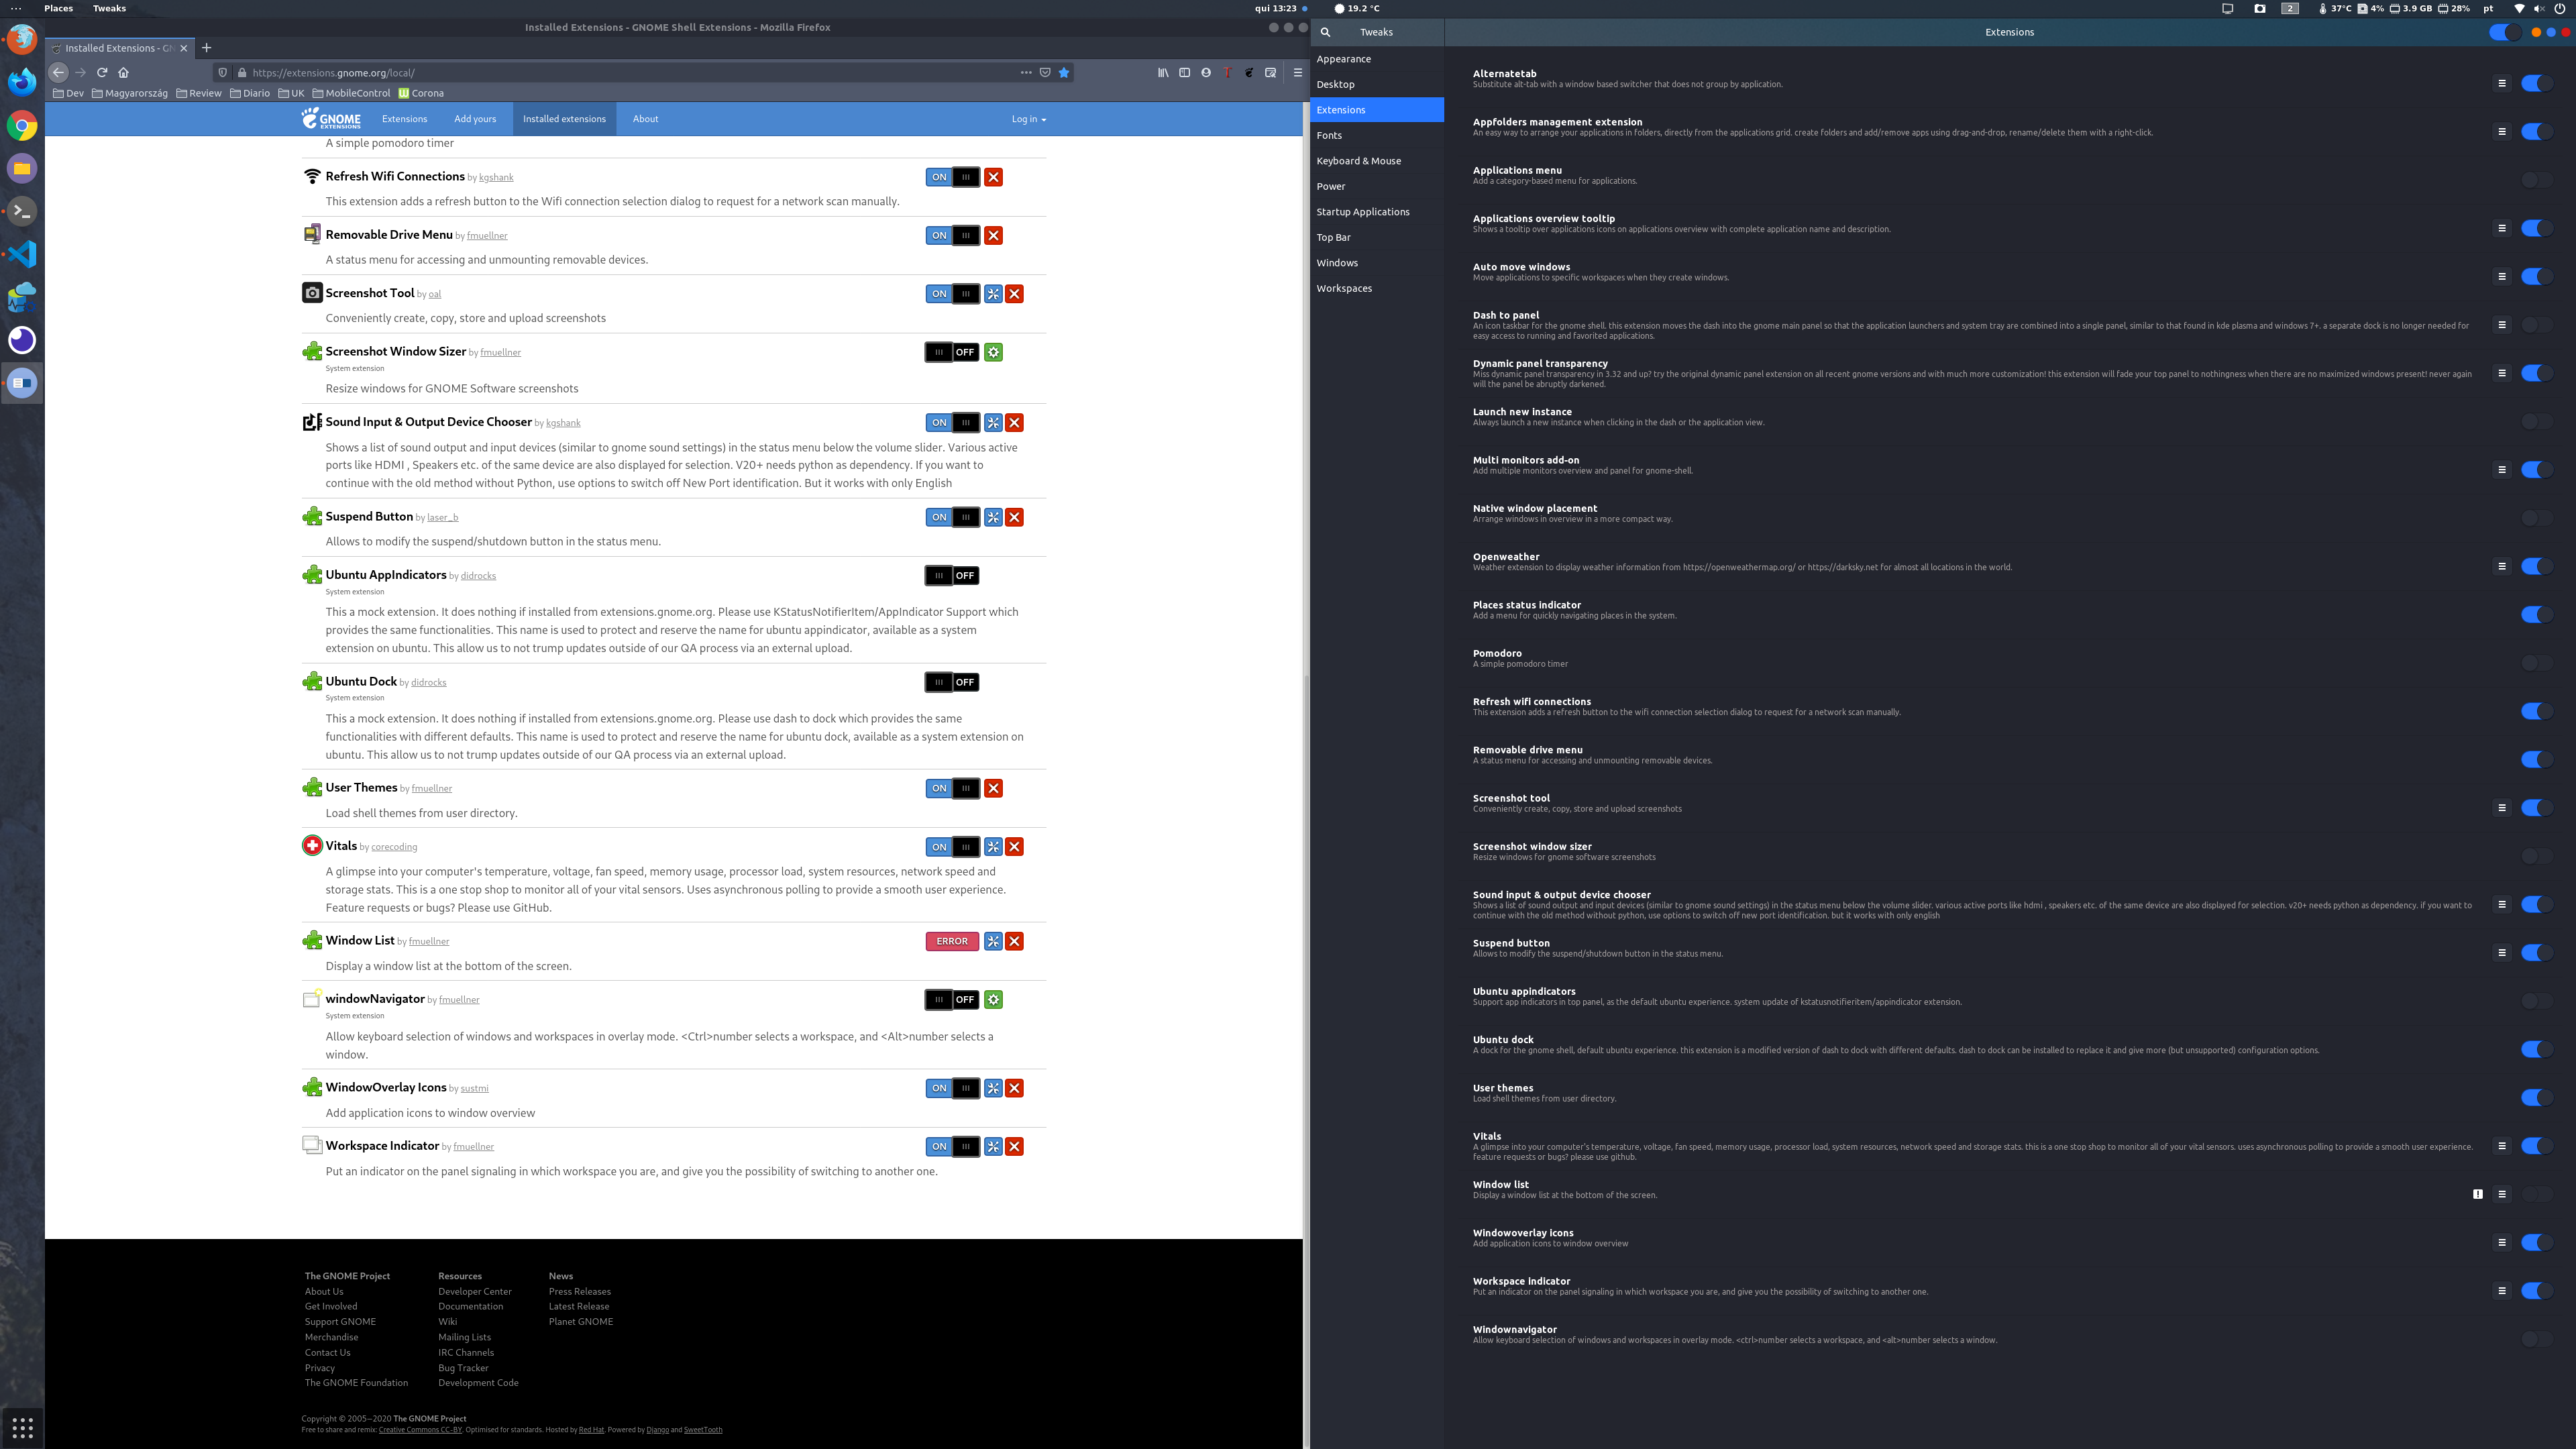 Places
Tweaks
qui 13:23
19.2 °C
2
37°C
4%
3.9 GB
28%
pt
Installed Extensions - GNOME Shell Extensions - Mozilla Firefox
Installed Extensions - GN
https://extensions.gnome.org/local/
Dev
Magyarország
Review
Diario
UK
MobileControl
Corona
GNOME
EXTENSIONS
Extensions
Add yours
Installed extensions
About
Log in
A simple pomodoro timer
Refresh Wifi Connections by kgshank
ON
This extension adds a refresh button to the Wifi connection selection dialog to request for a network scan manually.
Removable Drive Menu by fmuellner
ON
A status menu for accessing and unmounting removable devices.
Screenshot Tool by oal
ON
Conveniently create, copy, store and upload screenshots
Screenshot Window Sizer by fmuellner
OFF
System extension
Resize windows for GNOME Software screenshots
Sound Input & Output Device Chooser by kgshank
ON
Shows a list of sound output and input devices (similar to gnome sound settings) in the status menu below the volume slider. Various active
ports like HDMI , Speakers etc. of the same device are also displayed for selection. V20+ needs python as dependency. If you want to
continue with the old method without Python, use options to switch off New Port identification. But it works with only English
Suspend Button by laser_b
ON
Allows to modify the suspend/shutdown button in the status menu.
Ubuntu AppIndicators by didrocks
OFF
System extension
This a mock extension. It does nothing if installed from extensions.gnome.org. Please use KStatusNotifierItem/AppIndicator Support which
provides the same functionalities. This name is used to protect and reserve the name for ubuntu appindicator, available as a system
extension on ubuntu. This allow us to not trump updates outside of our QA process via an external upload.
Ubuntu Dock by didrocks
OFF
System extension
This a mock extension. It does nothing if installed from extensions.gnome.org. Please use dash to dock which provides the same
functionalities with different defaults. This name is used to protect and reserve the name for ubuntu dock, available as a system extension on
ubuntu. This allow us to not trump updates outside of our QA process via an external upload.
User Themes by fmuellner
ON
Load shell themes from user directory.
Vitals by corecoding
ON
A glimpse into your computer's temperature, voltage, fan speed, memory usage, processor load, system resources, network speed and
storage stats. This is a one stop shop to monitor all of your vital sensors. Uses asynchronous polling to provide a smooth user experience.
Feature requests or bugs? Please use GitHub.
Window List by fmuellner
ERROR
Display a window list at the bottom of the screen.
windowNavigator by fmuellner
OFF
System extension
Allow keyboard selection of windows and workspaces in overlay mode. <Ctrl>number selects a workspace, and <Alt>number selects a
window.
WindowOverlay Icons by sustmi
ON
Add application icons to window overview
Workspace Indicator by fmuellner
ON
Put an indicator on the panel signaling in which workspace you are, and give you the possibility of switching to another one.
The GNOME Project
About Us
Get Involved
Support GNOME
Merchandise
Contact Us
Privacy
The GNOME Foundation
Resources
Developer Center
Documentation
Wiki
Mailing Lists
IRC Channels
Bug Tracker
Development Code
News
Press Releases
Latest Release
Planet GNOME
Copyright © 2005–2020 The GNOME Project
Free to share and remix: Creative Commons CC-BY. Optimised for standards. Hosted by Red Hat. Powered by Django and SweetTooth
Tweaks
Extensions
Appearance
Desktop
Extensions
Fonts
Keyboard & Mouse
Power
Startup Applications
Top Bar
Windows
Workspaces
Alternatetab
Substitute alt-tab with a window based switcher that does not group by application.
Appfolders management extension
An easy way to arrange your applications in folders, directly from the applications grid. create folders and add/remove apps using drag-and-drop, rename/delete them with a right-click.
Applications menu
Add a category-based menu for applications.
Applications overview tooltip
Shows a tooltip over applications icons on applications overview with complete application name and description.
Auto move windows
Move applications to specific workspaces when they create windows.
Dash to panel
An icon taskbar for the gnome shell. this extension moves the dash into the gnome main panel so that the application launchers and system tray are combined into a single panel, similar to that found in kde plasma and windows 7+. a separate dock is no longer needed for
easy access to running and favorited applications.
Dynamic panel transparency
Miss dynamic panel transparency in 3.32 and up? try the original dynamic panel extension on all recent gnome versions and with much more customization! this extension will fade your top panel to nothingness when there are no maximized windows present! never again
will the panel be abruptly darkened.
Launch new instance
Always launch a new instance when clicking in the dash or the application view.
Multi monitors add-on
Add multiple monitors overview and panel for gnome-shell.
Native window placement
Arrange windows in overview in a more compact way.
Openweather
Weather extension to display weather information from https://openweathermap.org/ or https://darksky.net for almost all locations in the world.
Places status indicator
Add a menu for quickly navigating places in the system.
Pomodoro
A simple pomodoro timer
Refresh wifi connections
This extension adds a refresh button to the wifi connection selection dialog to request for a network scan manually.
Removable drive menu
A status menu for accessing and unmounting removable devices.
Screenshot tool
Conveniently create, copy, store and upload screenshots
Screenshot window sizer
Resize windows for gnome software screenshots
Sound input & output device chooser
Shows a list of sound output and input devices (similar to gnome sound settings) in the status menu below the volume slider. various active ports like hdmi , speakers etc. of the same device are also displayed for selection. v20+ needs python as dependency. if you want to
continue with the old method without python, use options to switch off new port identification. but it works with only english
Suspend button
Allows to modify the suspend/shutdown button in the status menu.
Ubuntu appindicators
Support app indicators in top panel, as the default ubuntu experience. system update of kstatusnotifieritem/appindicator extension.
Ubuntu dock
A dock for the gnome shell, default ubuntu experience. this extension is a modified version of dash to dock with different defaults. dash to dock can be installed to replace it and give more (but unsupported) configuration options.
User themes
Load shell themes from user directory.
Vitals
A glimpse into your computer's temperature, voltage, fan speed, memory usage, processor load, system resources, network speed and storage stats. this is a one stop shop to monitor all of your vital sensors. uses asynchronous polling to provide a smooth user experience.
feature requests or bugs? please use github.
Window list
Display a window list at the bottom of the screen.
Windowoverlay icons
Add application icons to window overview
Workspace indicator
Put an indicator on the panel signaling in which workspace you are, and give you the possibility of switching to another one.
Windownavigator
Allow keyboard selection of windows and workspaces in overlay mode. <ctrl>number selects a workspace, and <alt>number selects a window.